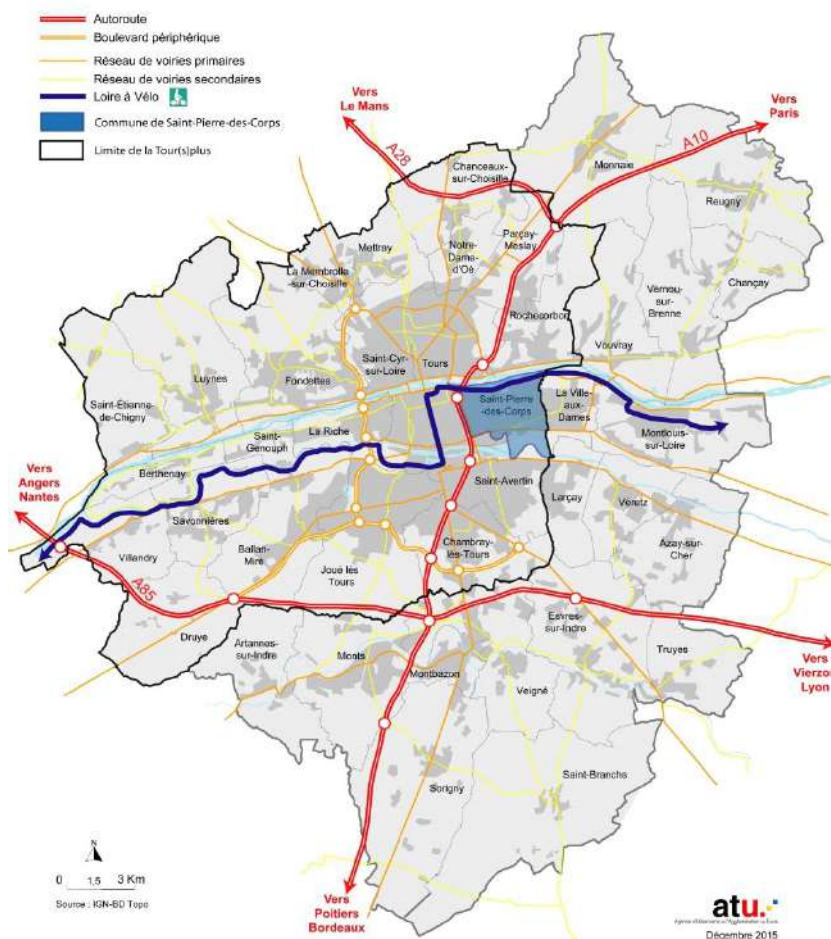 Autoroute
Boulevard périphérique
Réseau de voiries primaires
Réseau de voiries secondaires
Loire à Vélo
Commune de Saint-Pierre-des-Corps
Limite de la Tour(s)plus
Vers
Le Mans
Vers
Paris
A28
A10
Chanceaux-
sur-Choisille
Monnaie
Reugny
Mettray
Notre-
Dame-
d'Oé
Parçay-
Meslay
La Membrolle
-sur-Choisille
Chançay
Vernou-
sur-
Brenne
Rochecorbon
Vouvray
Saint-Cyr-
sur-Loire
Tours
Luynes
Fondettes
Saint-Étienne-
de-Chigny
Saint-Pierre
-des-Corps
La Ville-
aux-
Dames
Montlouis-
sur-Loire
La Riche
Saint-
Genouph
Berthenay
Vers
Angers
Nantes
Saint-Avertin
Larçay
Véretz
Savonnières
Azay-sur-
Cher
Villandry
Ballan-
Miré
Joué lès
Tours
Chambray-
lès-Tours
A85
Druye
Artannes-
sur-Indre
Esvres-
sur-Indre
Monts
Montbazon
Truyes
Vers
Vierzon
Lyon
Veigné
Saint-Branchs
Sorigny
N
0 1,5 3 Km
Source : IGN-BD Topo
Vers
Poitiers
Bordeaux
atu.
Agence d'Urbanisme de l'Agglomération de Tours
Décembre 2015